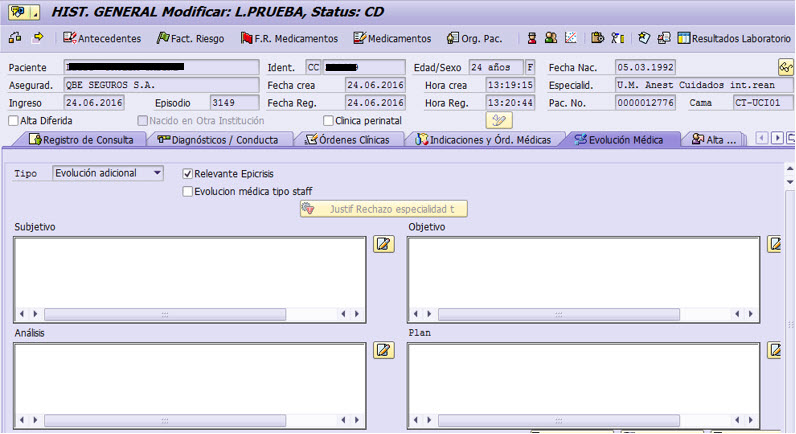 HIST. GENERAL Modificar: L.PRUEBA, Status: CD
Antecedentes Fact. Riesgo F.R. Medicamentos Medicamentos Org. Pac. Resultados Laboratorio
Paciente Ident. CC Edad/Sexo 24 años F Fecha Nac. 05.03.1992
Asegurad. QBE SEGUROS S.A. Fecha crea 24.06.2016 Hora crea 13:19:15 Especialid. U.M. Anest Cuidados int.rean
Ingreso 24.06.2016 Episodio 3149 Fecha Reg. 24.06.2016 Hora Reg. 13:20:44 Pac. No. 0000012776 Cama CT-UCI01
Alta Diferida Nacido en Otra Institución Clínica perinatal
Registro de Consulta Diagnósticos / Conducta Órdenes Clínicas Indicaciones y Órd. Médicas Evolución Médica Alta ...
Tipo Evolución adicional Relevante Epicrisis
Evolucion médica tipo staff
Justif Rechazo especialidad t
Subjetivo Objetivo
Análisis Plan